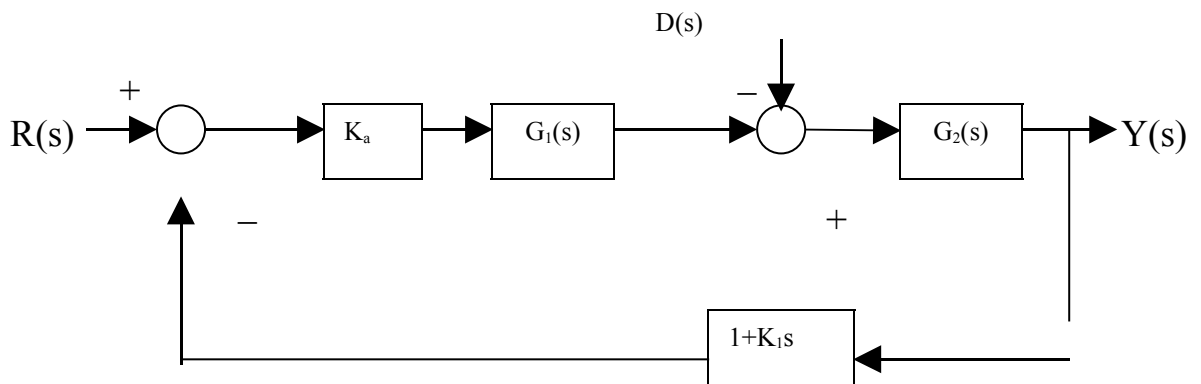 D(s)
+
−
R(s)
Kₐ
G₁(s)
G₂(s)
Y(s)
−
+
1+K₁s